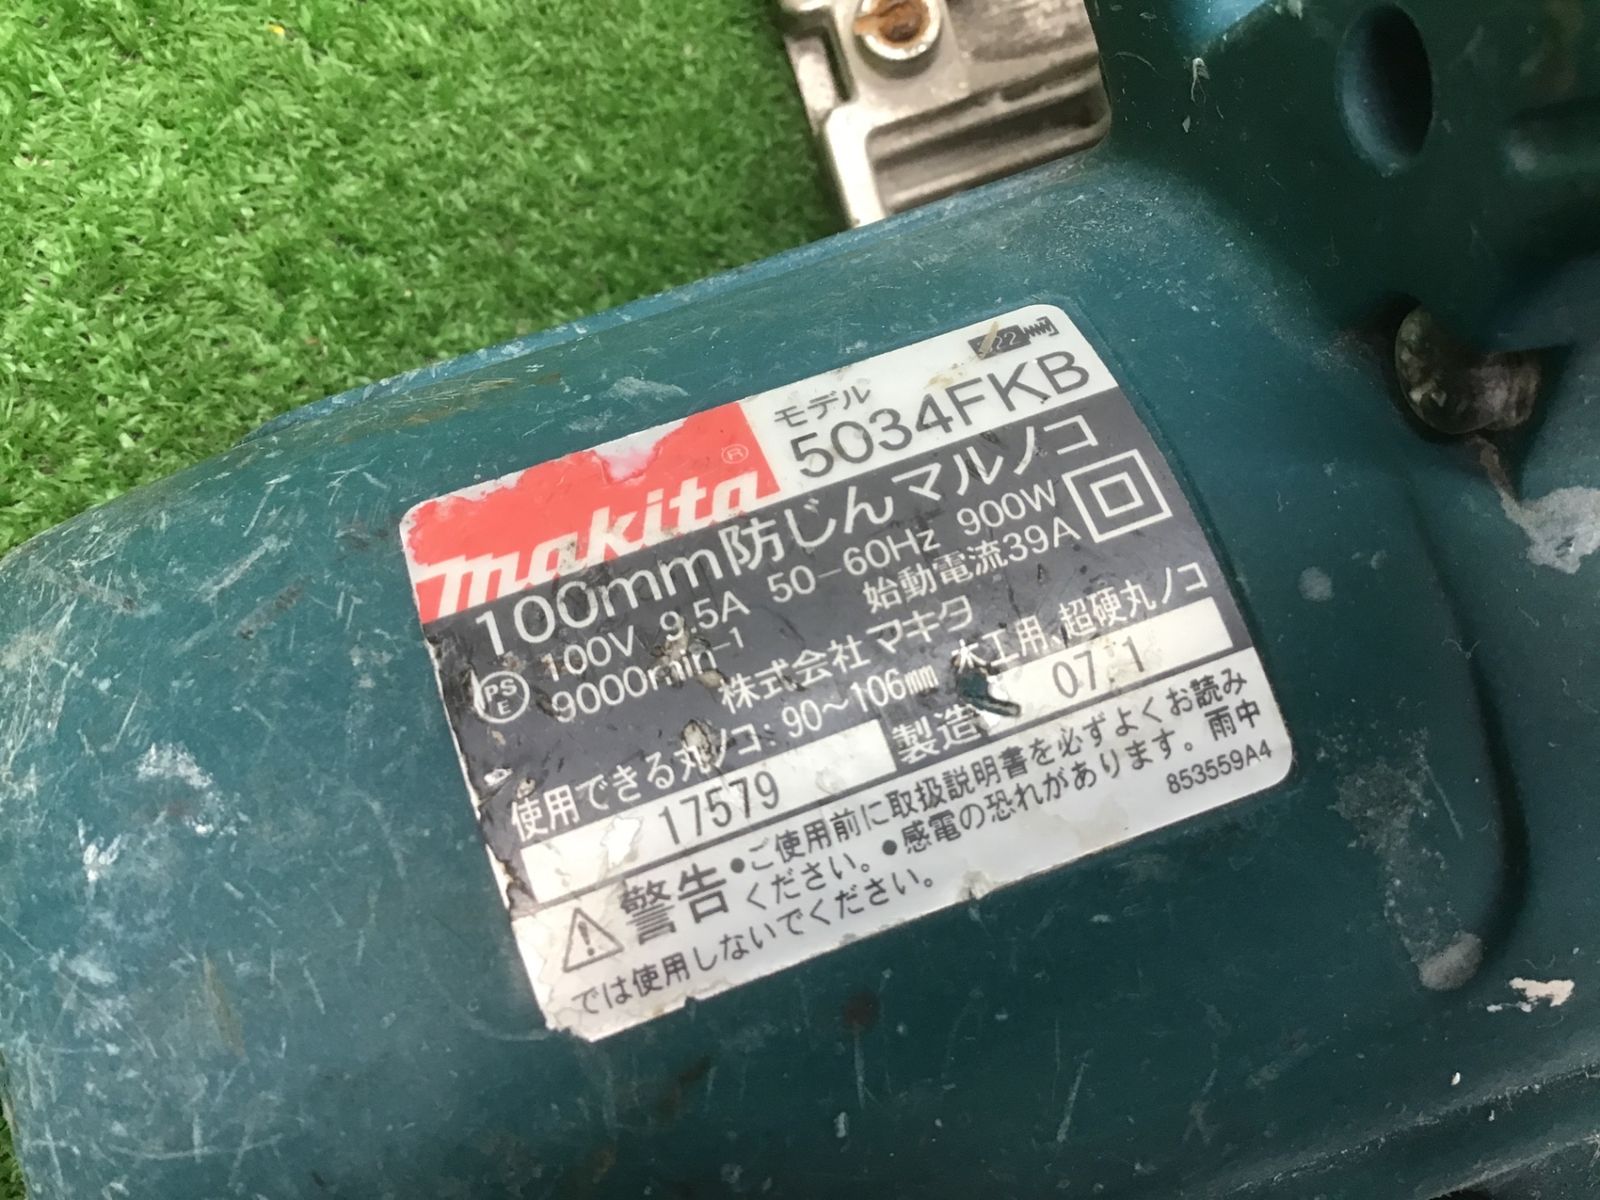 makita®
モデル
5034FKB
100mm防じんマルノコ
100V 9.5A 50-60Hz 900W
9000min-1 始動電流39A
PS
E
株式会社マキタ
使用できる丸ノコ:90～106㎜ 木工用、超硬丸ノコ
17579 製造 07.1
警告 •ご使用前に取扱説明書を必ずよくお読み
ください。•感電の恐れがあります。雨中
では使用しないでください。
853559A4